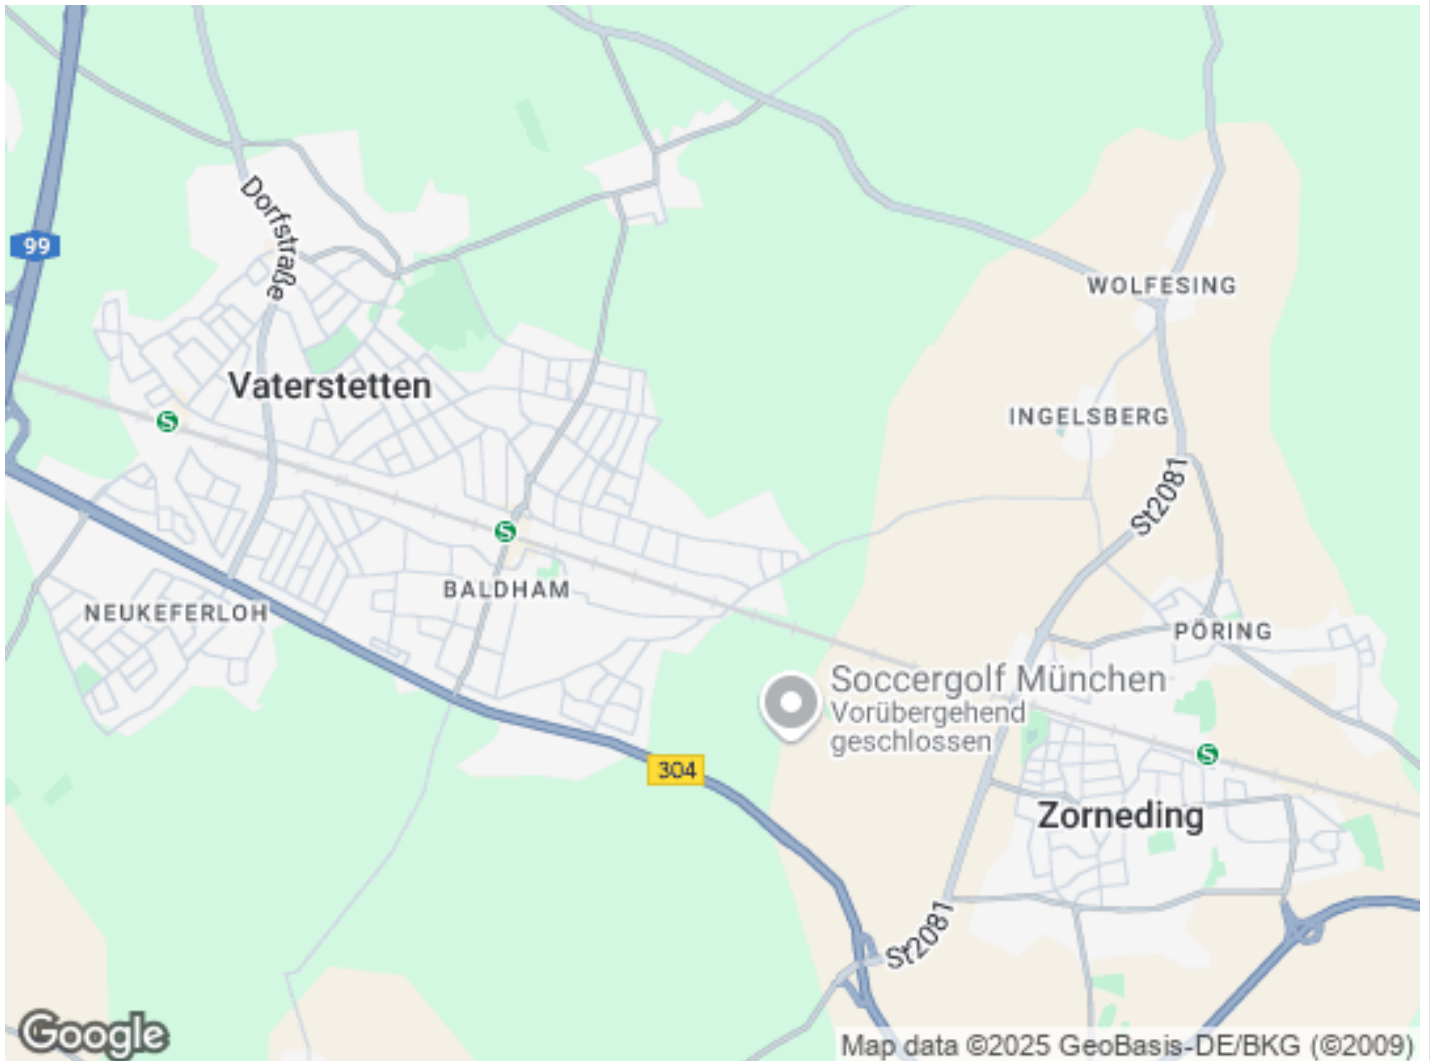 Dorfstraße
99
WOLFESING
Vaterstetten
S
INGELSBERG
St2081
S
BALDHAM
NEUKEFERLOH
PÖRING
Soccergolf München
Vorübergehend
geschlossen
S
304
Zorneding
St2081
Google
Map data ©2025 GeoBasis-DE/BKG (©2009)